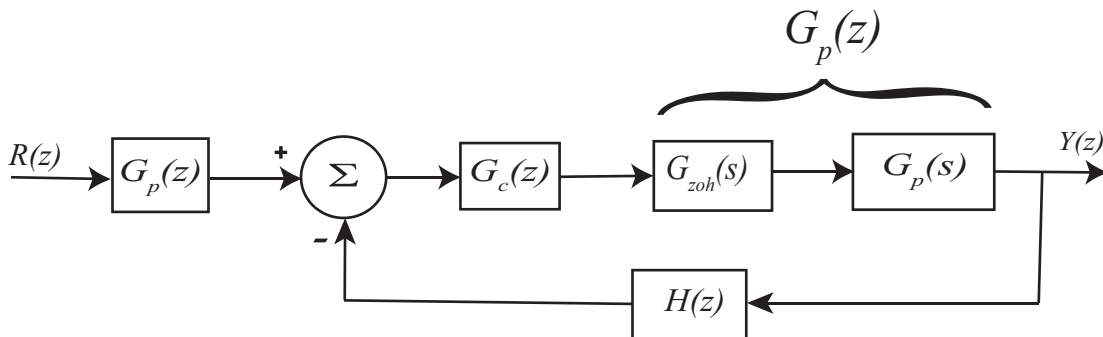 G_p(z)
R(z)
G_p(z)
+
Σ
-
G_c(z)
G_zoh(s)
G_p(s)
Y(z)
H(z)